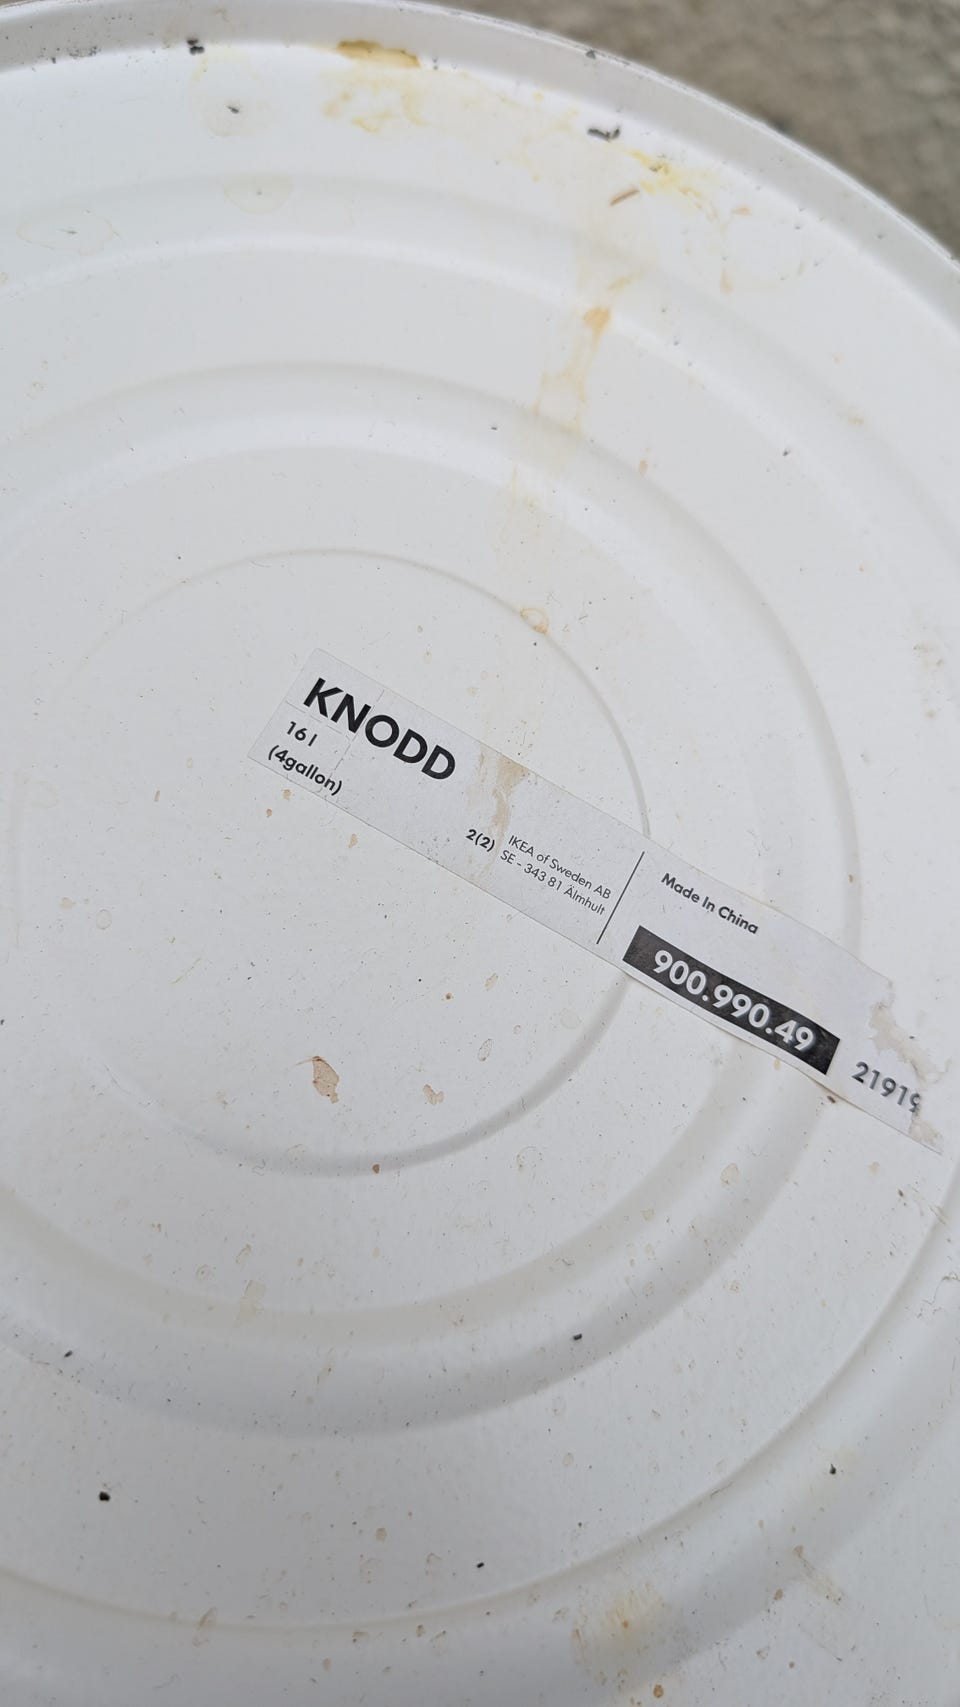 KNODD
16 l
(4gallon)
2(2)
IKEA of Sweden AB
SE - 343 81 Älmhult
Made In China
900.990.49
21919